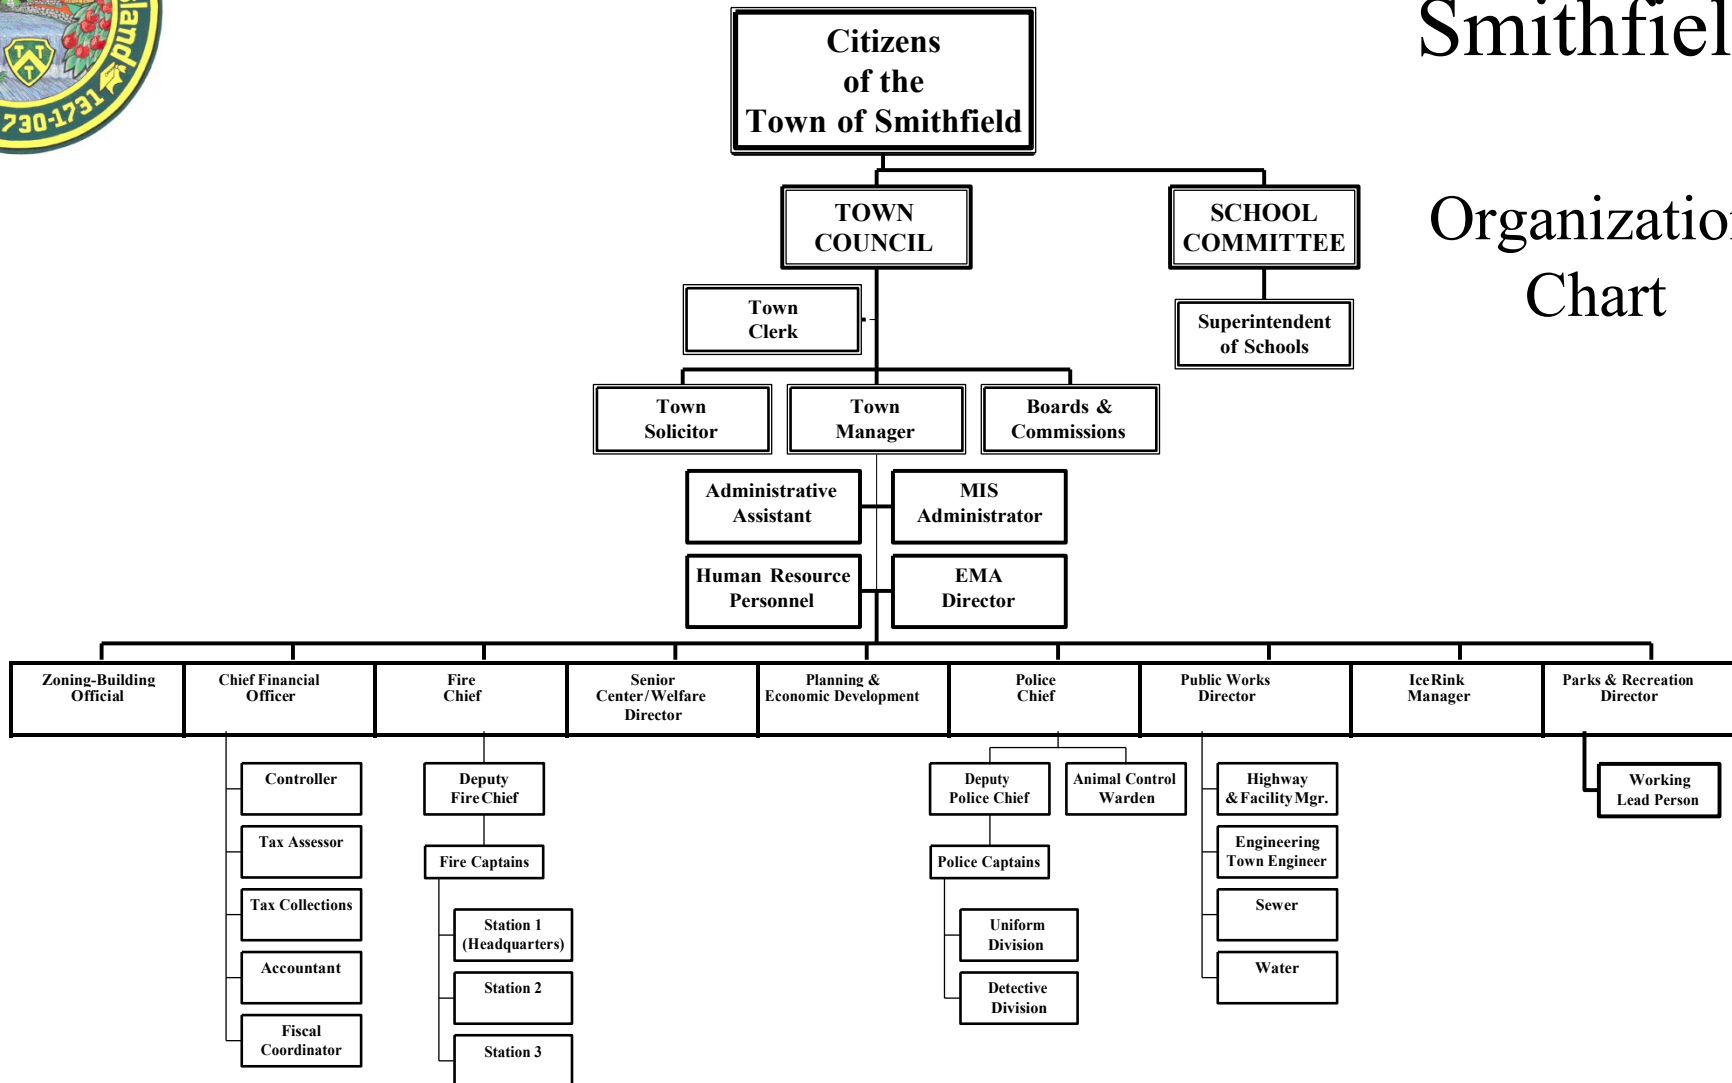 land
730-1731
Smithfiel
Organization
Chart
Citizens
of the
Town of Smithfield
TOWN
COUNCIL
SCHOOL
COMMITTEE
Town
Clerk
Superintendent
of Schools
Town
Solicitor
Town
Manager
Boards &
Commissions
Administrative
Assistant
MIS
Administrator
Human Resource
Personnel
EMA
Director
Zoning-Building
Official
Chief Financial
Officer
Fire
Chief
Senior
Center/Welfare
Director
Planning &
Economic Development
Police
Chief
Public Works
Director
IceRink
Manager
Parks & Recreation
Director
Controller
Tax Assessor
Tax Collections
Accountant
Fiscal
Coordinator
Deputy
Fire Chief
Fire Captains
Station 1
(Headquarters)
Station 2
Station 3
Deputy
Police Chief
Animal Control
Warden
Police Captains
Uniform
Division
Detective
Division
Highway
& Facility Mgr.
Engineering
Town Engineer
Sewer
Water
Working
Lead Person